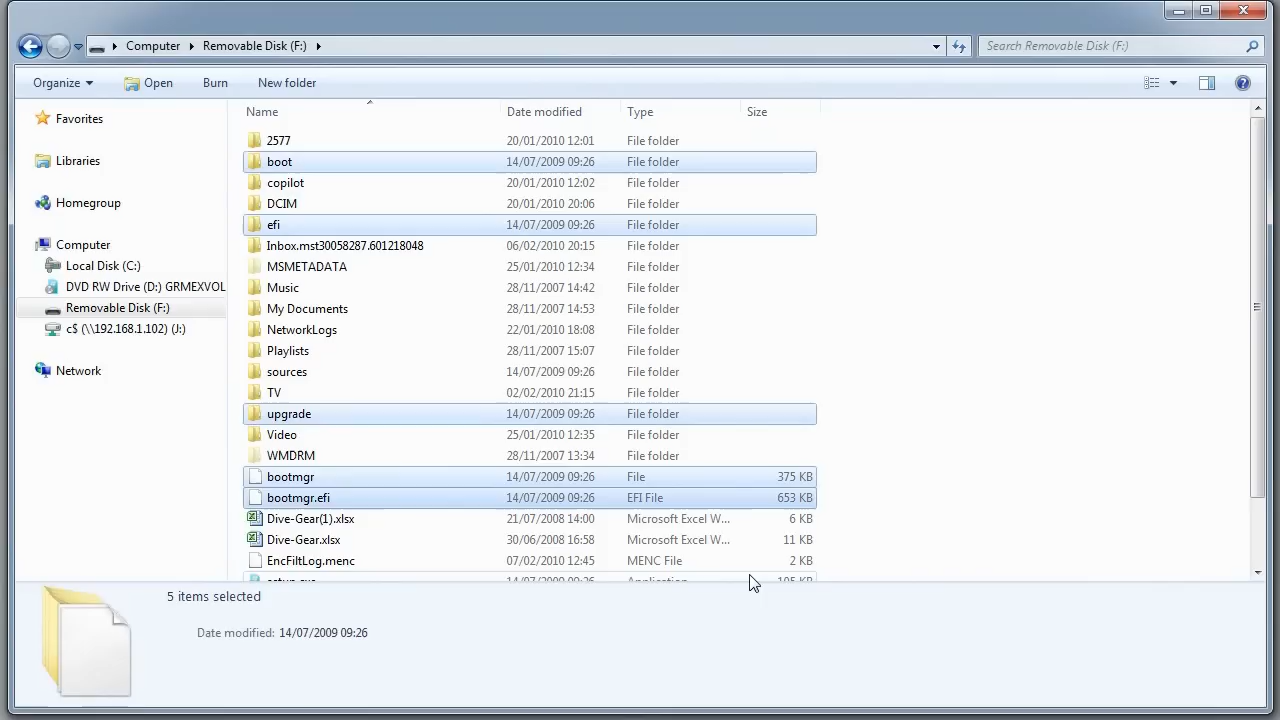 Computer Removable Disk (F:) Search Removable Disk (F:)
Organize Open Burn New folder
Favorites
Libraries
Homegroup
Computer
Local Disk (C:)
DVD RW Drive (D:) GRMEXVOL
Removable Disk (F:)
c$ (\\192.168.1.102) (J:)
Network
Name Date modified Type Size
2577 20/01/2010 12:01 File folder
boot 14/07/2009 09:26 File folder
copilot 20/01/2010 12:02 File folder
DCIM 20/01/2010 20:06 File folder
efi 14/07/2009 09:26 File folder
Inbox.mst30058287.601218048 06/02/2010 20:15 File folder
MSMETADATA 25/01/2010 12:34 File folder
Music 28/11/2007 14:42 File folder
My Documents 28/11/2007 14:53 File folder
NetworkLogs 22/01/2010 18:08 File folder
Playlists 28/11/2007 15:07 File folder
sources 14/07/2009 09:26 File folder
TV 02/02/2010 21:15 File folder
upgrade 14/07/2009 09:26 File folder
Video 25/01/2010 12:35 File folder
WMDRM 28/11/2007 13:34 File folder
bootmgr 14/07/2009 09:26 File 375 KB
bootmgr.efi 14/07/2009 09:26 EFI File 653 KB
Dive-Gear(1).xlsx 21/07/2008 14:00 Microsoft Excel W... 6 KB
Dive-Gear.xlsx 30/06/2008 16:58 Microsoft Excel W... 11 KB
EncFiltLog.menc 07/02/2010 12:45 MENC File 2 KB
5 items selected
Date modified: 14/07/2009 09:26